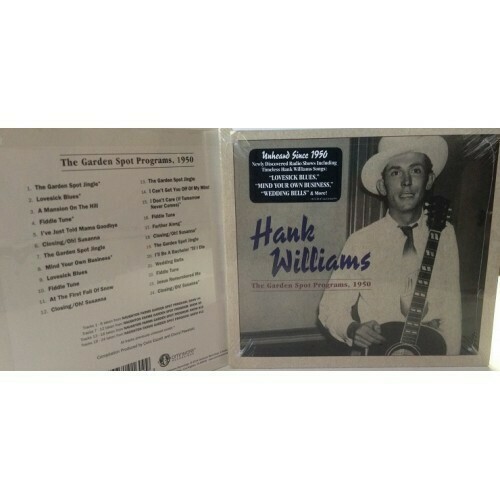 The Garden Spot Programs, 1950
1. The Garden Spot Jingle*
2. Lovesick Blues*
3. A Mansion On The Hill
4. Fiddle Tune*
5. I've Just Told Mama Goodbye
6. Closing/Oh! Susanna
7. The Garden Spot Jingle
8. Mind Your Own Business*
9. Lovesick Blues
10. Fiddle Tune
11. At The First Fall Of Snow
12. Closing/Oh! Susanna
13. The Garden Spot Jingle
14. I Can't Get You Off Of My Mind
15. I Don't Care (If Tomorrow
Never Comes)*
16. Fiddle Tune
17. Farther Along*
18. Closing/Oh! Susanna*
19. The Garden Spot Jingle
20. I'll Be A Bachelor
21. Wedding Bells
22. Fiddle Tune
23. Jesus Remembered Me
24. Closing/Oh! Susanna
Unheard Since 1950
Newly Discovered Radio Shows Including
Timeless Hank Williams Songs:
"LOVESICK BLUES,"
"MIND YOUR OWN BUSINESS,"
"WEDDING BELLS" & More!
Hank
Williams
The Garden Spot Programs, 1950